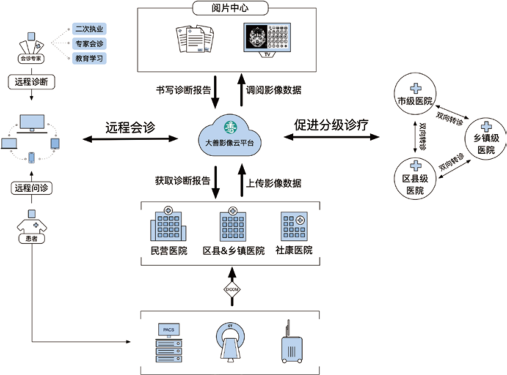 阅片中心
TV
书写诊断报告
调阅影像数据
二次执业
专家会诊
教育学习
会诊专家
远程诊断
远程问诊
患者
远程会诊
大善影像云平台
促进分级诊疗
市级医院
双向转诊
双向转诊
乡镇级
医院
双向转诊
区县级
医院
获取诊断报告
上传影像数据
民营医院
区县&乡镇医院
社康医院
DICOM
PACS